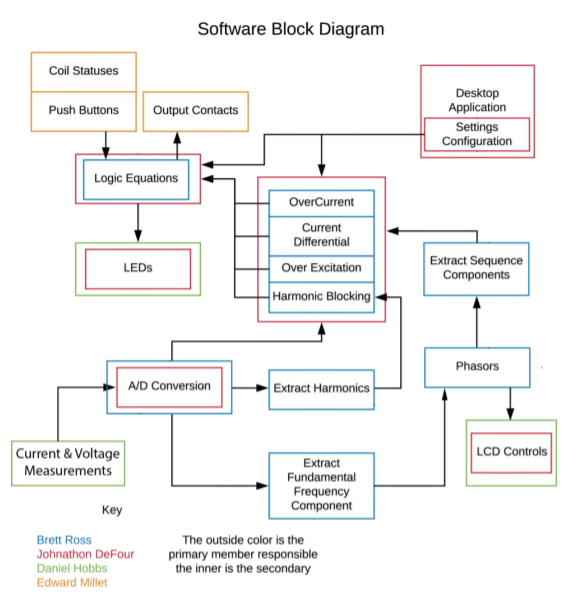 Software Block Diagram
Coil Statuses
Push Buttons
Output Contacts
Desktop
Application
Settings
Configuration
Logic Equations
OverCurrent
Current
Differential
Over Excitation
Harmonic Blocking
LEDs
Extract Sequence
Components
A/D Conversion
Extract Harmonics
Phasors
Current & Voltage
Measurements
Extract
Fundamental
Frequency
Component
LCD Controls
Key
Brett Ross
Johnathon DeFour
Daniel Hobbs
Edward Millet
The outside color is the
primary member responsible
the inner is the secondary